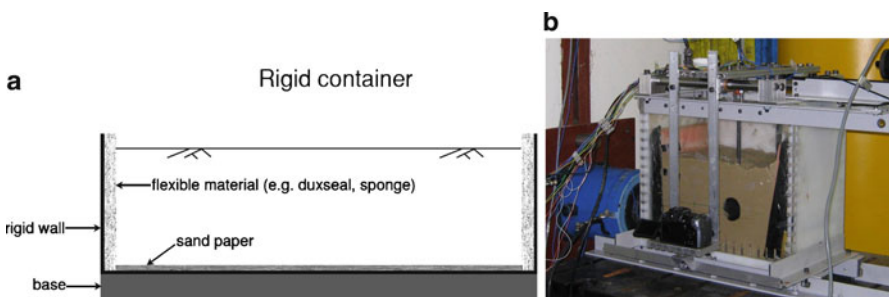 a
Rigid container
flexible material (e.g. duxseal, sponge)
rigid wall
sand paper
base
b